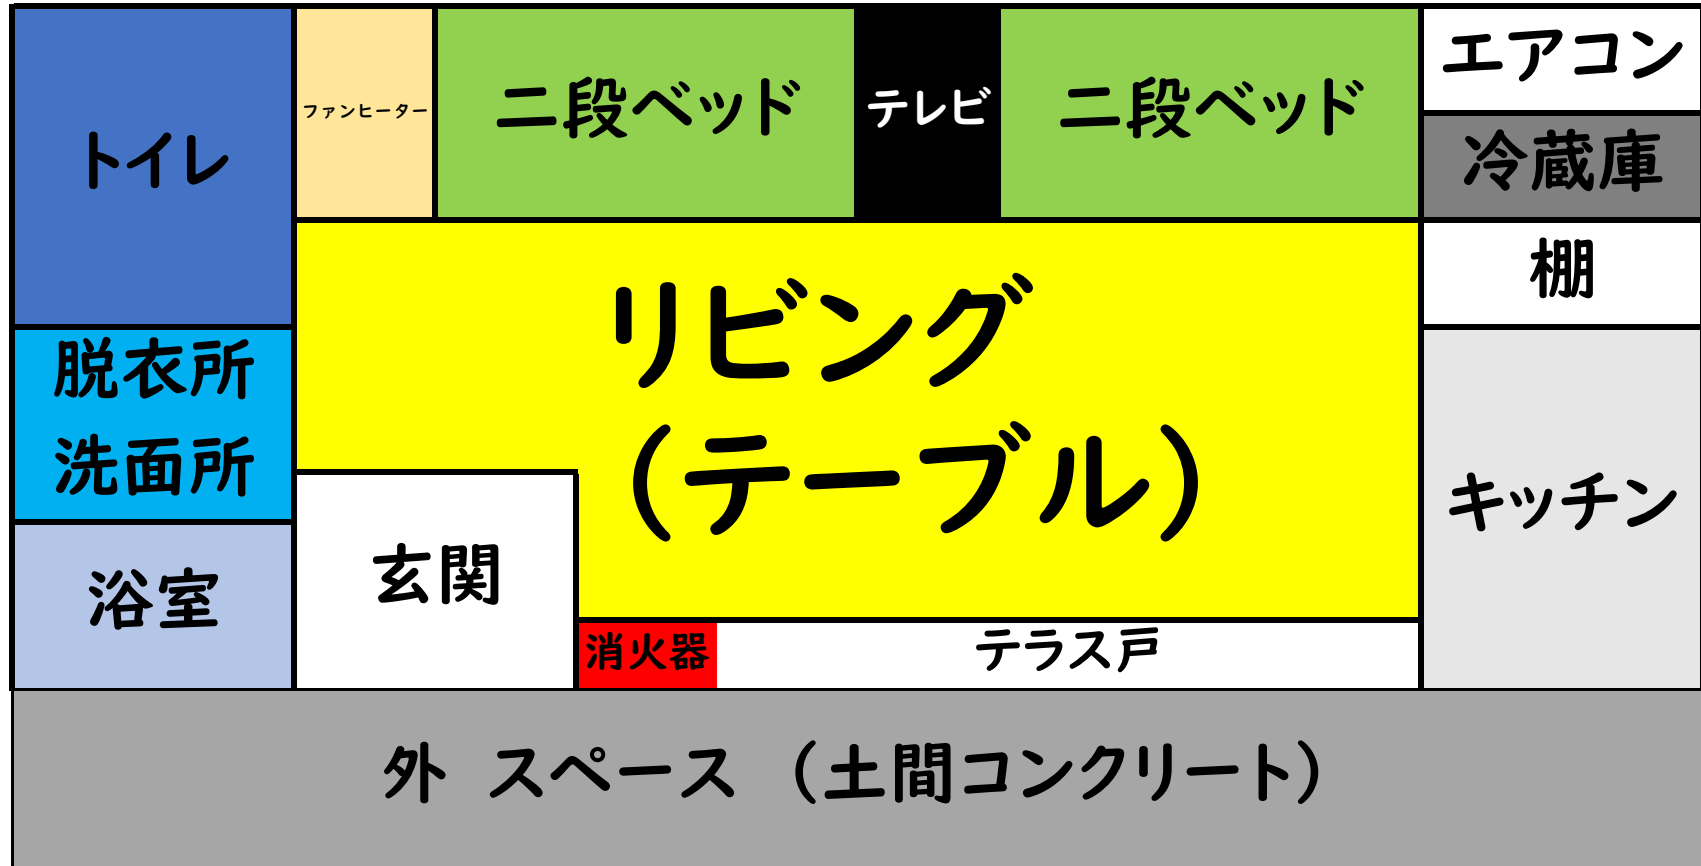 トイレ
ファンヒーター
二段ベッド
テレビ
二段ベッド
エアコン
冷蔵庫
棚
リビング
（テーブル）
脱衣所
洗面所
キッチン
玄関
浴室
消火器
テラス戸
外 スペース （土間コンクリート）